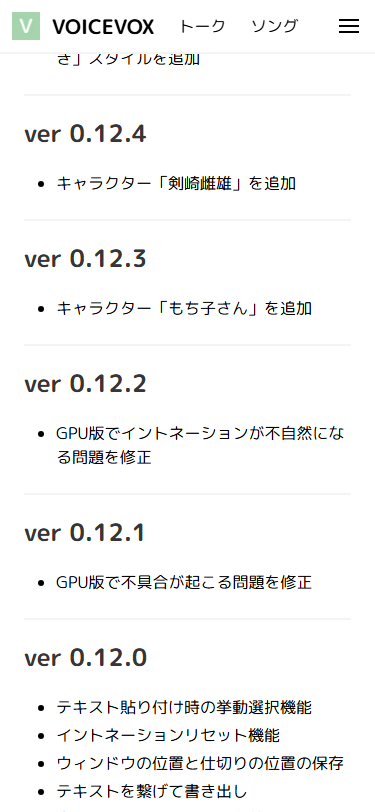 V VOICEVOX トーク ソング
き」スタイルを追加
ver 0.12.4
キャラクター「剣崎雌雄」を追加
ver 0.12.3
キャラクター「もち子さん」を追加
ver 0.12.2
GPU版でイントネーションが不自然にな
る問題を修正
ver 0.12.1
GPU版で不具合が起こる問題を修正
ver 0.12.0
テキスト貼り付け時の挙動選択機能
イントネーションリセット機能
ウィンドウの位置と仕切りの位置の保存
テキストを繋げて書き出し